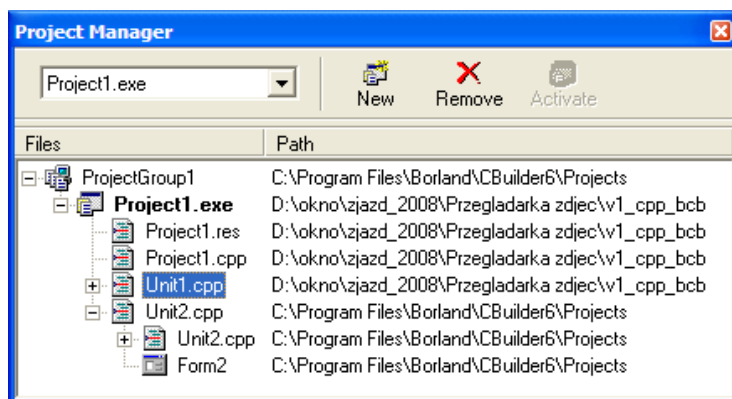 Project Manager
Project1.exe
New Remove Activate
Files Path
ProjectGroup1 C:\Program Files\Borland\CBuilder6\Projects
Project1.exe D:\okno\zjazd_2008\Przegladarka zdjec\v1_cpp_bcb
Project1.res D:\okno\zjazd_2008\Przegladarka zdjec\v1_cpp_bcb
Project1.cpp D:\okno\zjazd_2008\Przegladarka zdjec\v1_cpp_bcb
Unit1.cpp D:\okno\zjazd_2008\Przegladarka zdjec\v1_cpp_bcb
Unit2.cpp C:\Program Files\Borland\CBuilder6\Projects
Unit2.cpp C:\Program Files\Borland\CBuilder6\Projects
Form2 C:\Program Files\Borland\CBuilder6\Projects